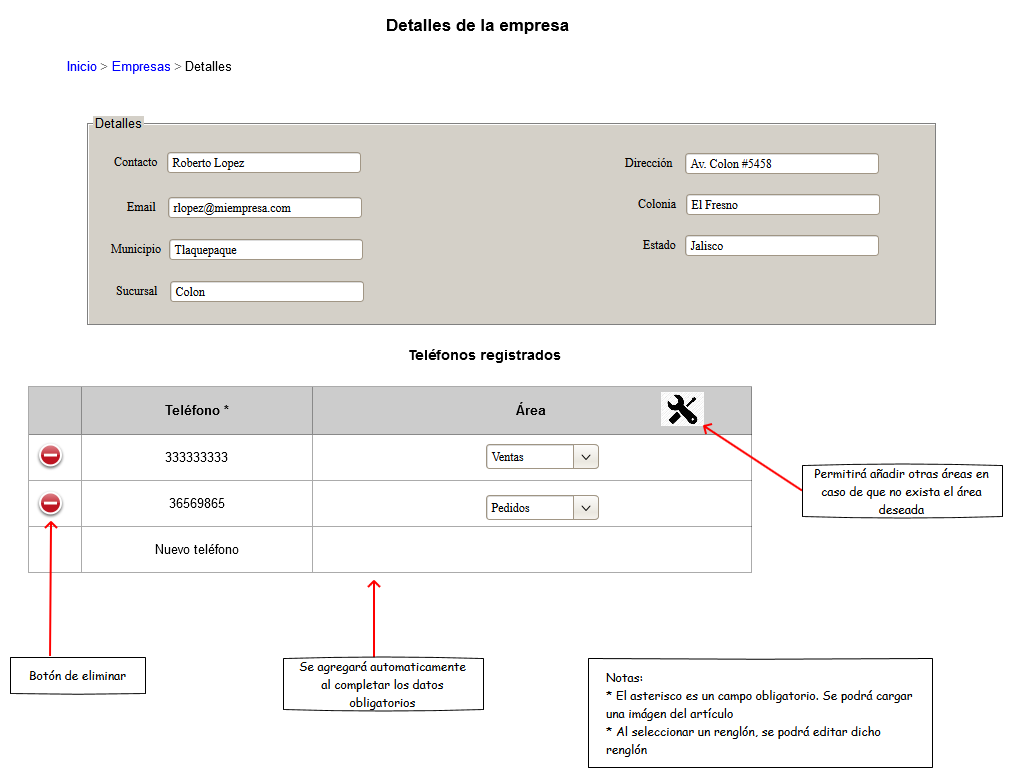 Detalles de la empresa
Inicio > Empresas > Detalles
Detalles
Contacto Roberto Lopez
Dirección Av. Colon #5458
Email rlopez@miempresa.com
Colonia El Fresno
Municipio Tlaquepaque
Estado Jalisco
Sucursal Colon
Teléfonos registrados
Teléfono * Área
333333333 Ventas
36569865 Pedidos
Nuevo teléfono
Permitirá añadir otras áreas en
caso de que no exista el área
deseada
Botón de eliminar
Se agregará automaticamente
al completar los datos
obligatorios
Notas:
* El asterisco es un campo obligatorio. Se podrá cargar
una imágen del artículo
* Al seleccionar un renglón, se podrá editar dicho
renglón